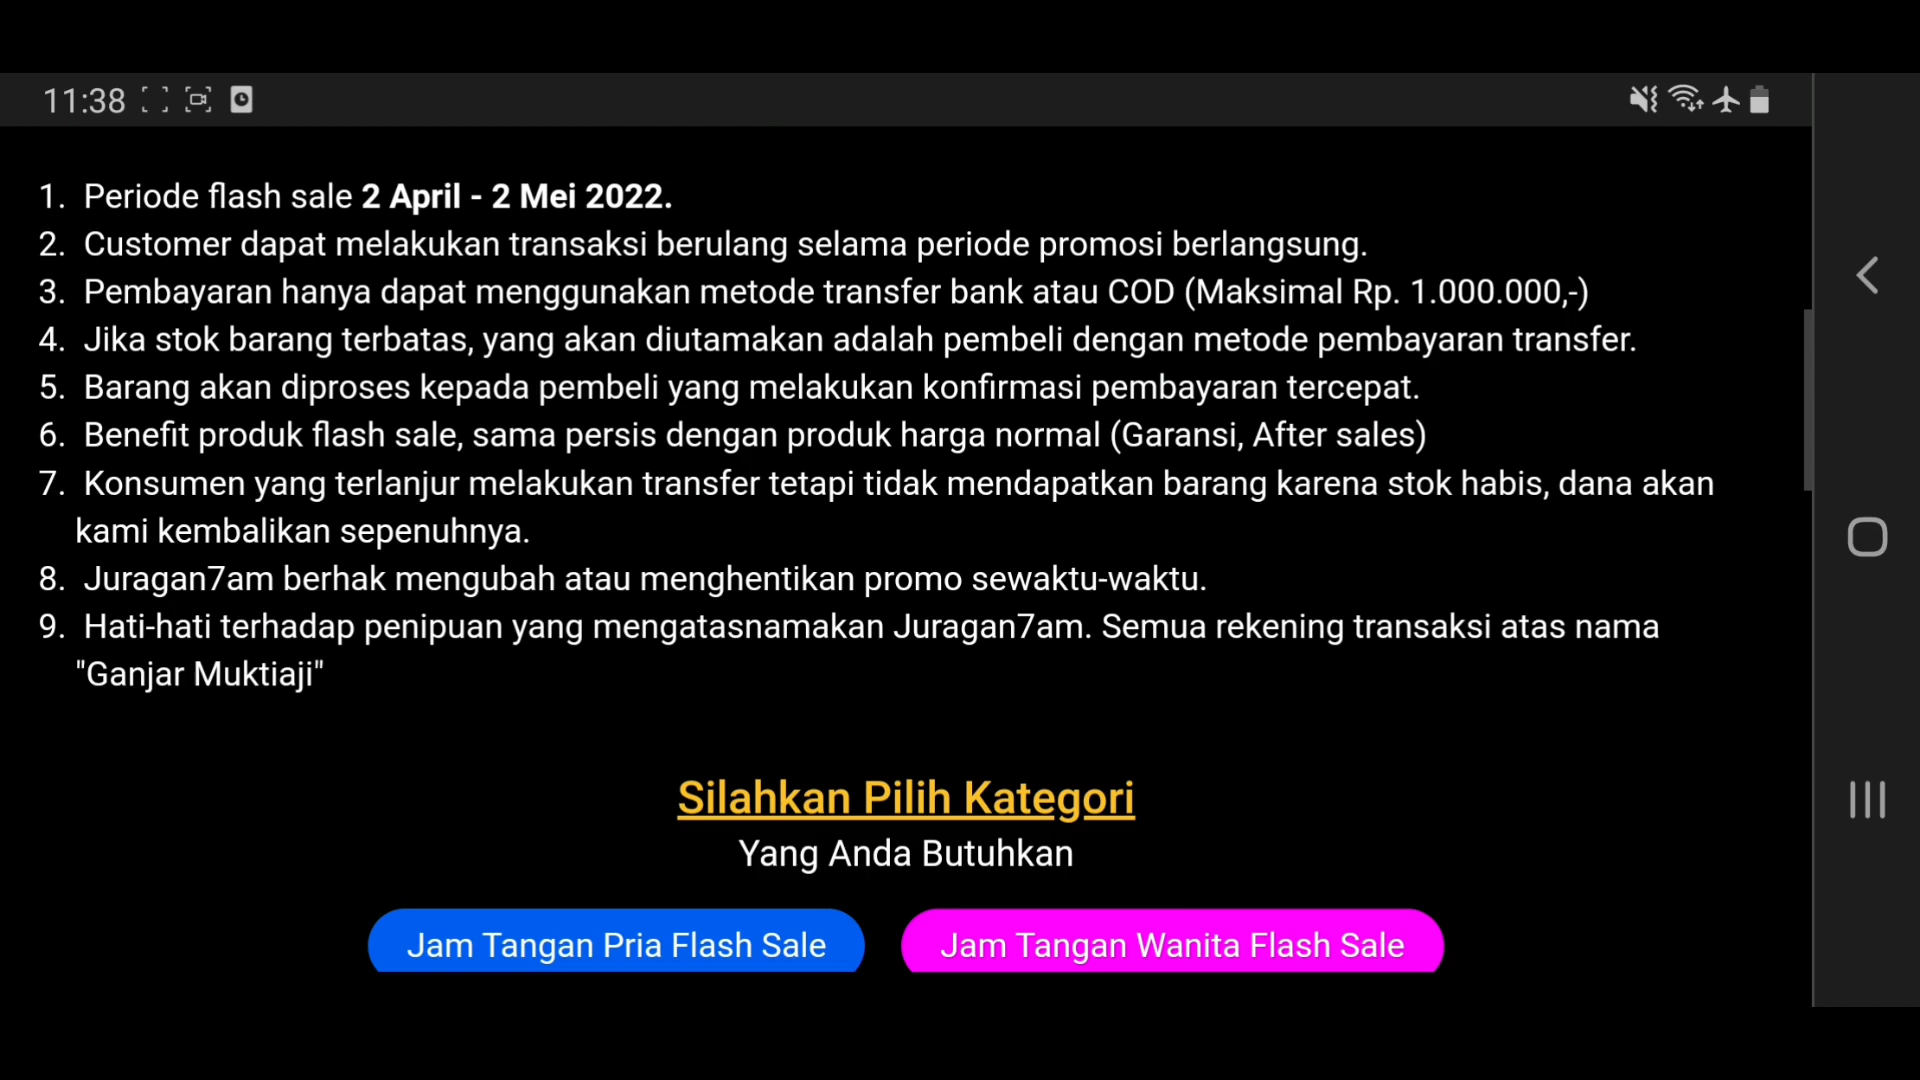 11:38
1. Periode flash sale 2 April - 2 Mei 2022.
2. Customer dapat melakukan transaksi berulang selama periode promosi berlangsung.
3. Pembayaran hanya dapat menggunakan metode transfer bank atau COD (Maksimal Rp. 1.000.000,-)
4. Jika stok barang terbatas, yang akan diutamakan adalah pembeli dengan metode pembayaran transfer.
5. Barang akan diproses kepada pembeli yang melakukan konfirmasi pembayaran tercepat.
6. Benefit produk flash sale, sama persis dengan produk harga normal (Garansi, After sales)
7. Konsumen yang terlanjur melakukan transfer tetapi tidak mendapatkan barang karena stok habis, dana akan
kami kembalikan sepenuhnya.
8. Juragan7am berhak mengubah atau menghentikan promo sewaktu-waktu.
9. Hati-hati terhadap penipuan yang mengatasnamakan Juragan7am. Semua rekening transaksi atas nama
"Ganjar Muktiaji"
Silahkan Pilih Kategori
Yang Anda Butuhkan
Jam Tangan Pria Flash Sale
Jam Tangan Wanita Flash Sale